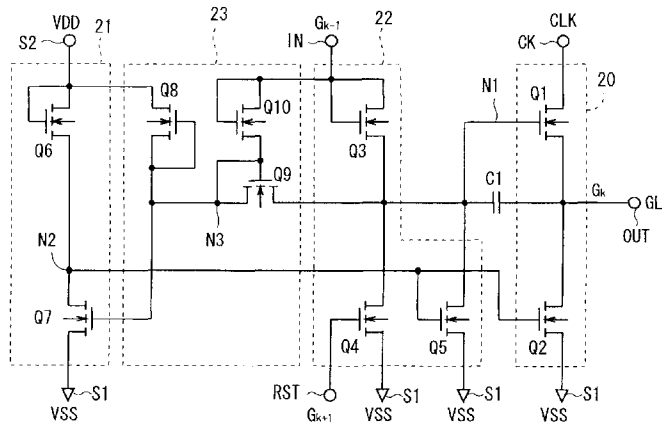 VDD
21
23
Gk-1
22
CLK
S2
IN
CK
20
Q8
Q10
N1
Q1
Q6
Q3
Q9
C1
Gk
GL
N3
OUT
N2
Q7
Q4
Q5
Q2
S1
RST
S1
S1
S1
VSS
Gk+1
VSS
VSS
VSS